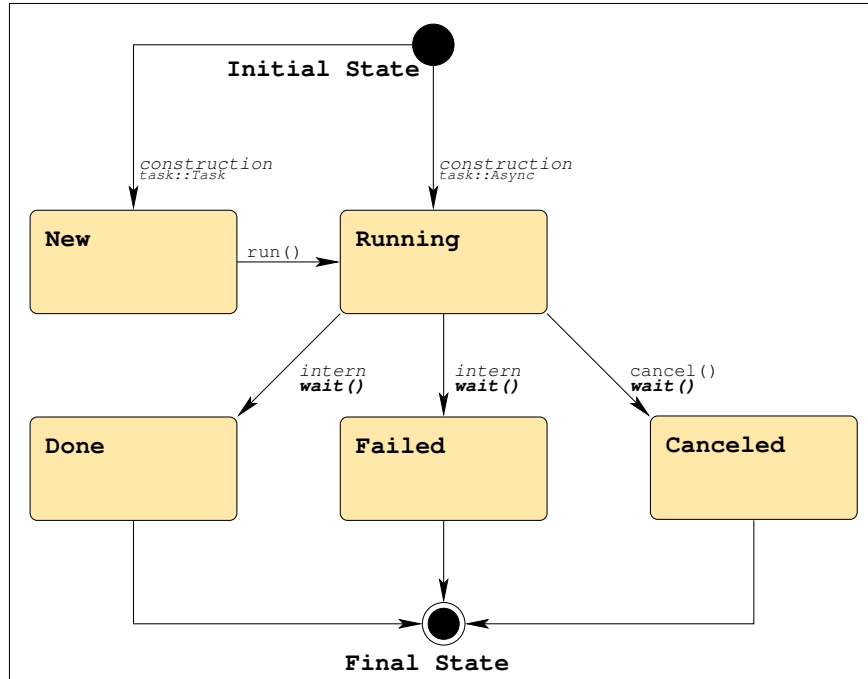 Initial State
construction
task::Task
construction
task::Async
New
run()
Running
intern
wait()
intern
wait()
cancel()
wait()
Done
Failed
Canceled
Final State